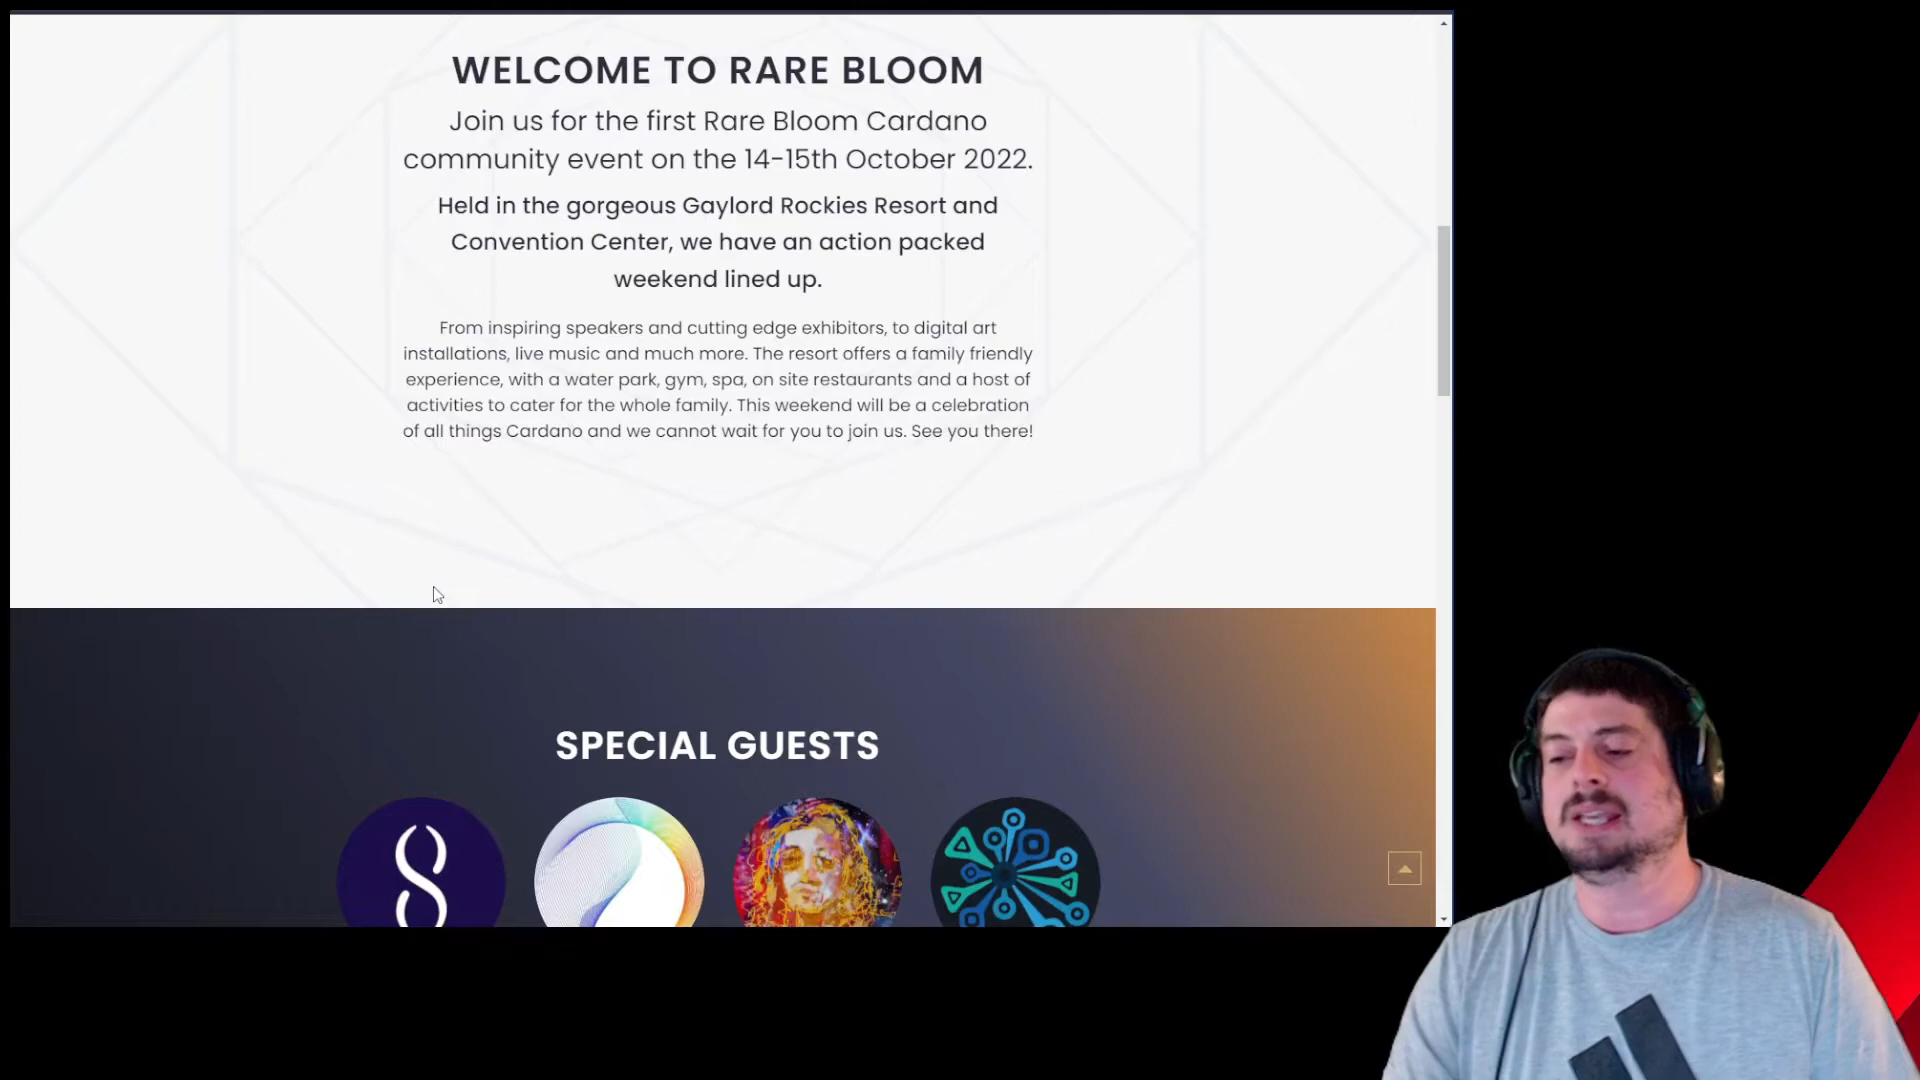 WELCOME TO RARE BLOOM
Join us for the first Rare Bloom Cardano
community event on the 14-15th October 2022.
Held in the gorgeous Gaylord Rockies Resort and
Convention Center, we have an action packed
weekend lined up.
From inspiring speakers and cutting edge exhibitors, to digital art
installations, live music and much more. The resort offers a family friendly
experience, with a water park, gym, spa, on site restaurants and a host of
activities to cater for the whole family. This weekend will be a celebration
of all things Cardano and we cannot wait for you to join us. See you there!
SPECIAL GUESTS